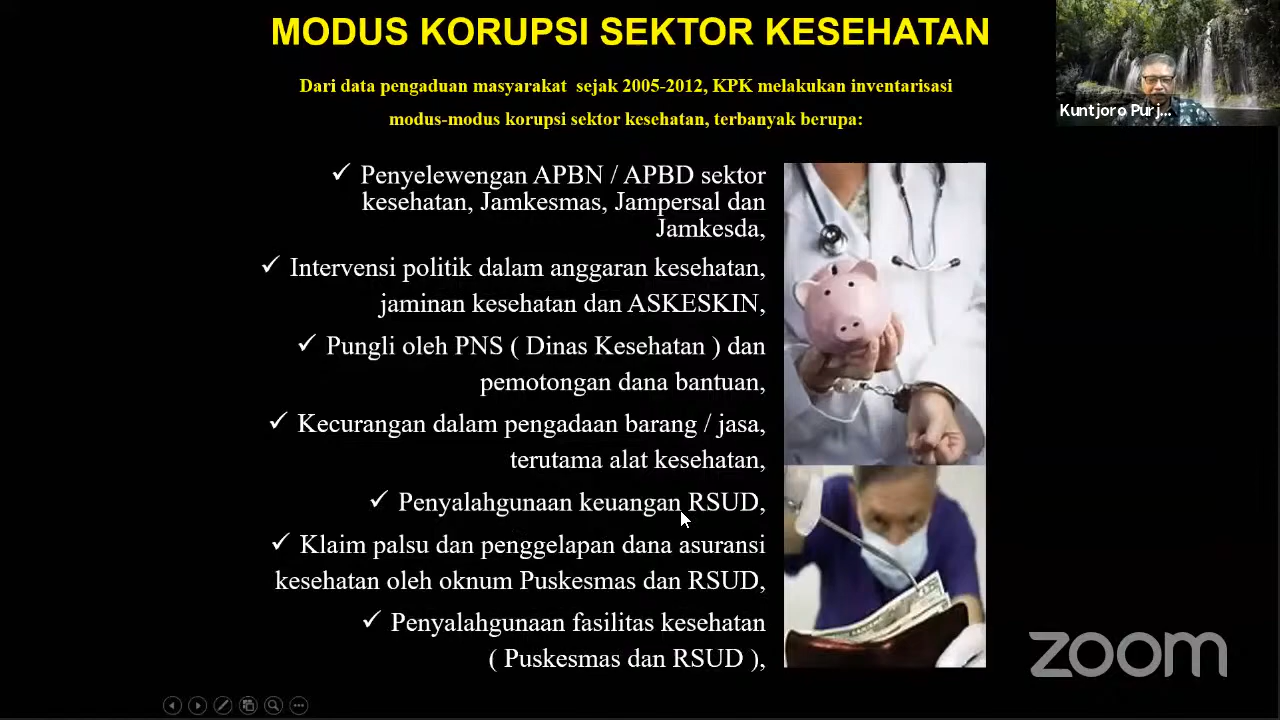 MODUS KORUPSI SEKTOR KESEHATAN
Dari data pengaduan masyarakat sejak 2005-2012, KPK melakukan inventarisasi
modus-modus korupsi sektor kesehatan, terbanyak berupa:
Kuntjoro Purj...
✓ Penyelewengan APBN / APBD sektor
kesehatan, Jamkesmas, Jampersal dan
Jamkesda,
✓ Intervensi politik dalam anggaran kesehatan,
jaminan kesehatan dan ASKESKIN,
✓ Pungli oleh PNS ( Dinas Kesehatan ) dan
pemotongan dana bantuan,
✓ Kecurangan dalam pengadaan barang / jasa,
terutama alat kesehatan,
✓ Penyalahgunaan keuangan RSUD,
✓ Klaim palsu dan penggelapan dana asuransi
kesehatan oleh oknum Puskesmas dan RSUD,
✓ Penyalahgunaan fasilitas kesehatan
( Puskesmas dan RSUD ),
zoom